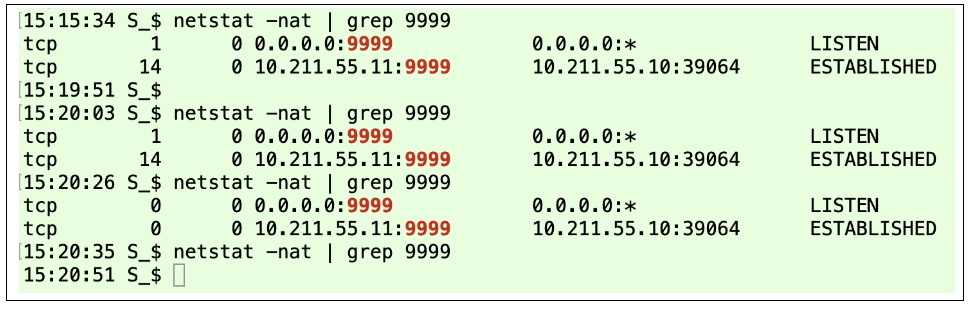 [15:15:34 S_$ netstat -nat | grep 9999
tcp 1 0 0.0.0.0:9999 0.0.0.0:* LISTEN
tcp 14 0 10.211.55.11:9999 10.211.55.10:39064 ESTABLISHED
[15:19:51 S_$
[15:20:03 S_$ netstat -nat | grep 9999
tcp 1 0 0.0.0.0:9999 0.0.0.0:* LISTEN
tcp 14 0 10.211.55.11:9999 10.211.55.10:39064 ESTABLISHED
[15:20:26 S_$ netstat -nat | grep 9999
tcp 0 0 0.0.0.0:9999 0.0.0.0:* LISTEN
tcp 0 0 10.211.55.11:9999 10.211.55.10:39064 ESTABLISHED
[15:20:35 S_$ netstat -nat | grep 9999
15:20:51 S_$